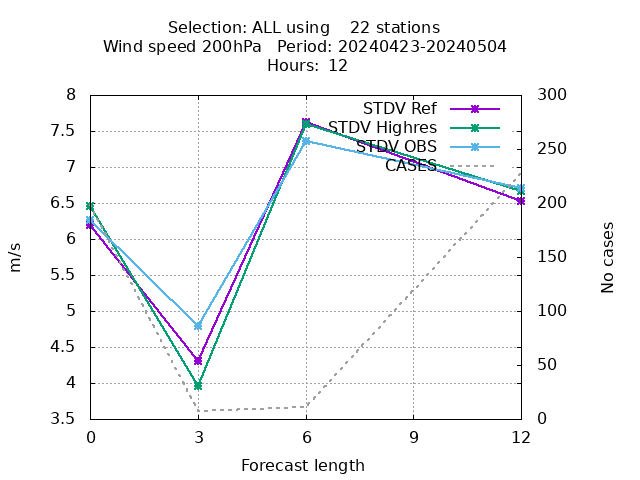 Selection: ALL using    22 stations
Wind speed 200hPa   Period: 20240423-20240504
Hours:  12
8
7.5
7
6.5
6
5.5
5
4.5
4
3.5
m/s
STDV Ref
STDV Highres
STDV OBS
CASES
300
250
200
150
100
50
0
No cases
0 3 6 9 12
Forecast length